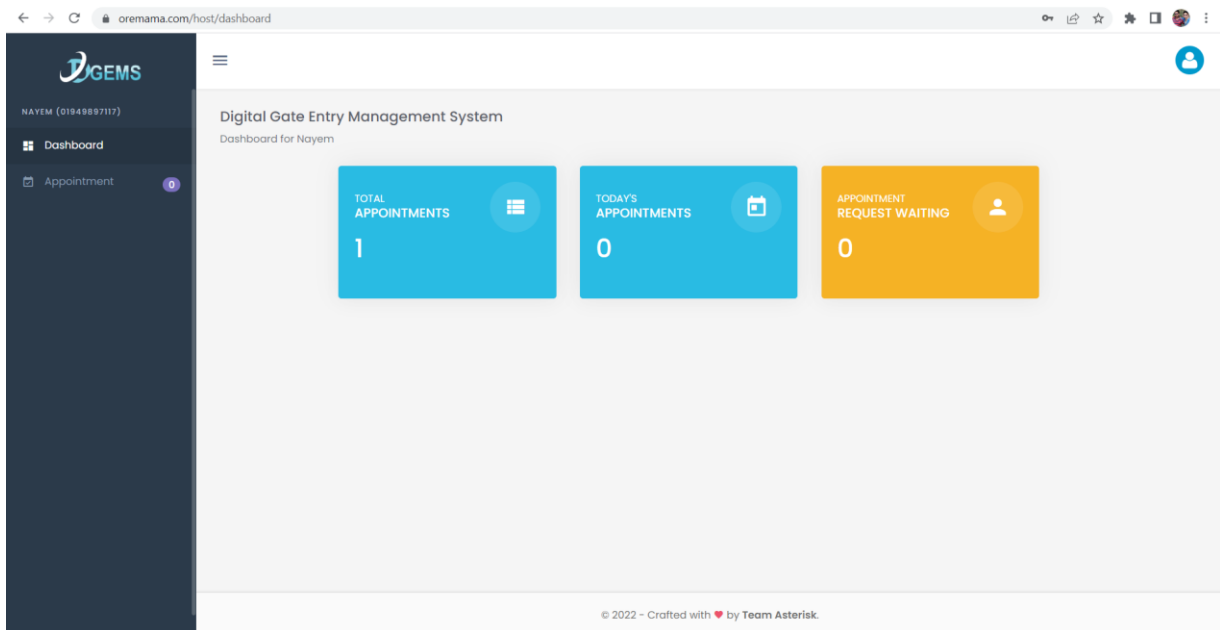 oremama.com/host/dashboard
GEMS
NAYEM (01949897117)
Dashboard
Appointment 0
Digital Gate Entry Management System
Dashboard for Nayem
TOTAL
APPOINTMENTS
1
TODAY'S
APPOINTMENTS
0
APPOINTMENT
REQUEST WAITING
0
© 2022 - Crafted with ❤ by Team Asterisk.